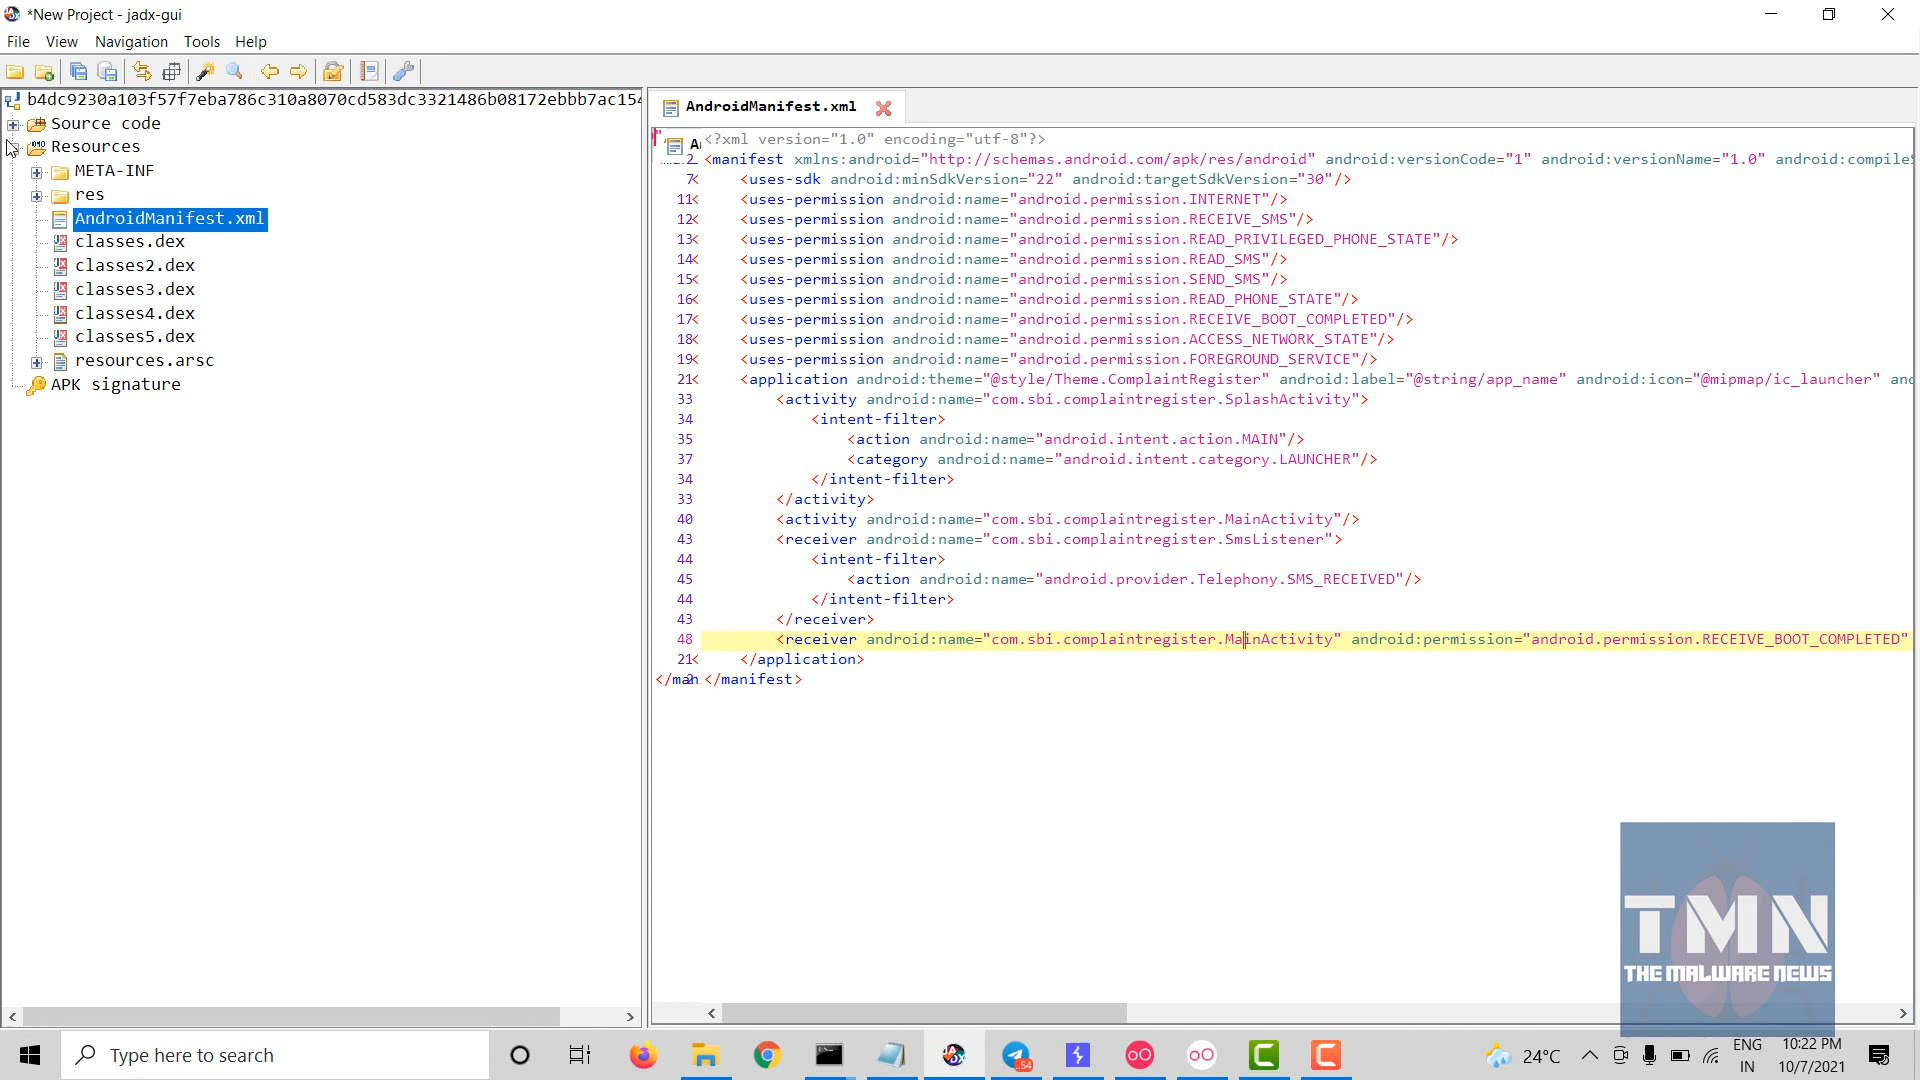 *New Project - jadx-gui
File View Navigation Tools Help
b4dc9230a103f57f7eba786c310a8070cd583dc3321486b08172ebbb7ac154
Source code
Resources
META-INF
res
AndroidManifest.xml
classes.dex
classes2.dex
classes3.dex
classes4.dex
classes5.dex
resources.arsc
APK signature
AndroidManifest.xml
<?xml version="1.0" encoding="utf-8"?>
2 <manifest xmlns:android="http://schemas.android.com/apk/res/android" android:versionCode="1" android:versionName="1.0" android:compileS
7< <uses-sdk android:minSdkVersion="22" android:targetSdkVersion="30"/>
11< <uses-permission android:name="android.permission.INTERNET"/>
12< <uses-permission android:name="android.permission.RECEIVE_SMS"/>
13< <uses-permission android:name="android.permission.READ_PRIVILEGED_PHONE_STATE"/>
14< <uses-permission android:name="android.permission.READ_SMS"/>
15< <uses-permission android:name="android.permission.SEND_SMS"/>
16< <uses-permission android:name="android.permission.READ_PHONE_STATE"/>
17< <uses-permission android:name="android.permission.RECEIVE_BOOT_COMPLETED"/>
18< <uses-permission android:name="android.permission.ACCESS_NETWORK_STATE"/>
19< <uses-permission android:name="android.permission.FOREGROUND_SERVICE"/>
21< <application android:theme="@style/Theme.ComplaintRegister" android:label="@string/app_name" android:icon="@mipmap/ic_launcher" and
33 <activity android:name="com.sbi.complaintregister.SplashActivity">
34 <intent-filter>
35 <action android:name="android.intent.action.MAIN"/>
37 <category android:name="android.intent.category.LAUNCHER"/>
34 </intent-filter>
33 </activity>
40 <activity android:name="com.sbi.complaintregister.MainActivity"/>
43 <receiver android:name="com.sbi.complaintregister.SmsListener">
44 <intent-filter>
45 <action android:name="android.provider.Telephony.SMS_RECEIVED"/>
44 </intent-filter>
43 </receiver>
48 <receiver android:name="com.sbi.complaintregister.MainActivity" android:permission="android.permission.RECEIVE_BOOT_COMPLETED"
21< </application>
</man 2 </manifest>
TMN
THE MALWARE NEWS
Type here to search
54
24°C
ENG
IN
10:22 PM
10/7/2021